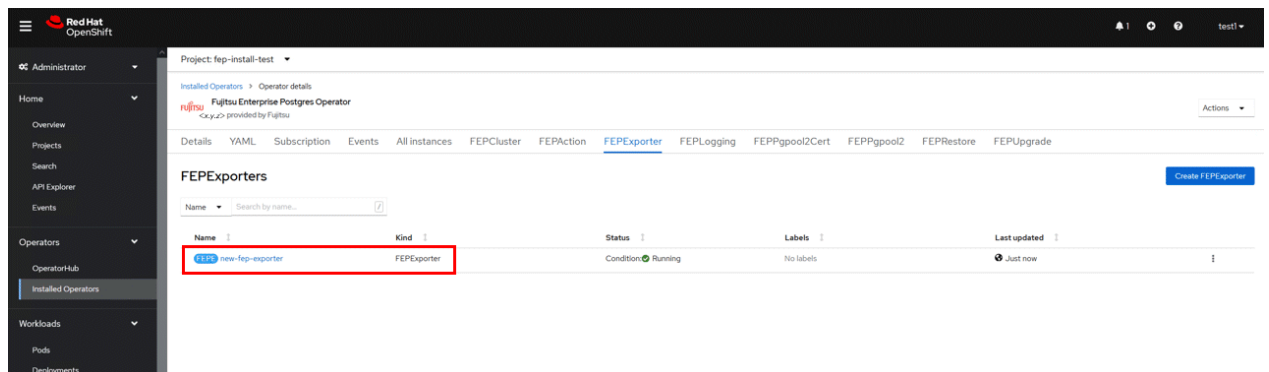 Red Hat
OpenShift
1
test1
Administrator
Home
Overview
Projects
Search
API Explorer
Events
Operators
OperatorHub
Installed Operators
Workloads
Pods
Deployments
Project: fep-install-test
Installed Operators > Operator details
FUJITSU
Fujitsu Enterprise Postgres Operator
<x.y.z> provided by Fujitsu
Actions
Details YAML Subscription Events All instances FEPCluster FEPAction FEPExporter FEPLogging FEPPgpool2Cert FEPPgpool2 FEPRestore FEPUpgrade
FEPExporters
Create FEPExporter
Name Search by name... /
Name Kind Status Labels Last updated
FEPE new-fep-exporter FEPExporter Condition: Running No labels Just now